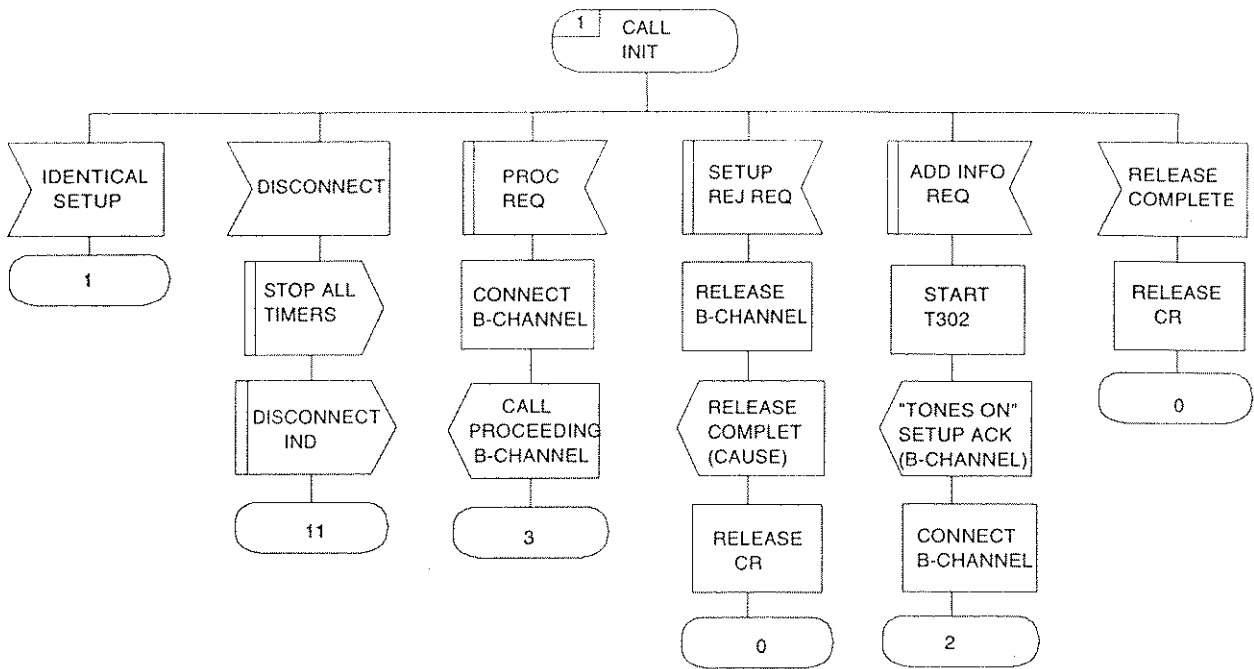 1
CALL
INIT
IDENTICAL
SETUP
1
DISCONNECT
STOP ALL
TIMERS
DISCONNECT
IND
11
PROC
REQ
CONNECT
B-CHANNEL
CALL
PROCEEDING
B-CHANNEL
3
SETUP
REJ REQ
RELEASE
B-CHANNEL
RELEASE
COMPLET
(CAUSE)
RELEASE
CR
0
ADD INFO
REQ
START
T302
"TONES ON"
SETUP ACK
(B-CHANNEL)
CONNECT
B-CHANNEL
2
RELEASE
COMPLETE
RELEASE
CR
0